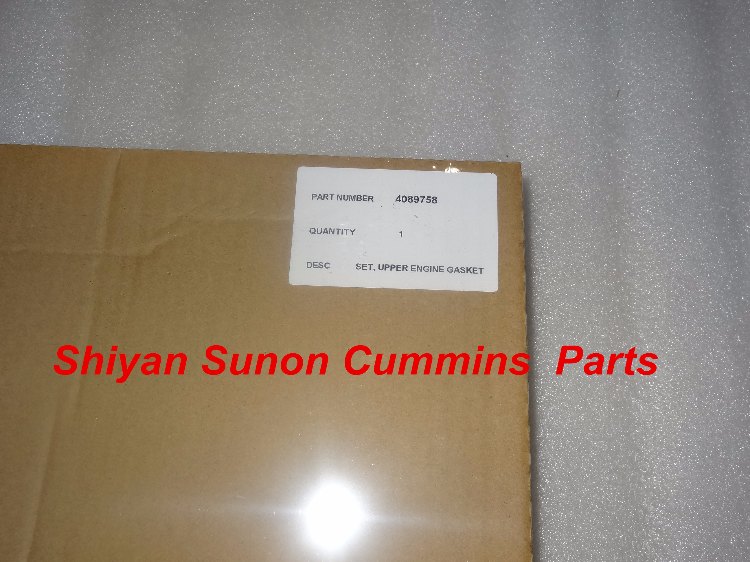 PART NUMBER 4089758
QUANTITY 1
DESC SET, UPPER ENGINE GASKET
Shiyan Sunon Cummins Parts